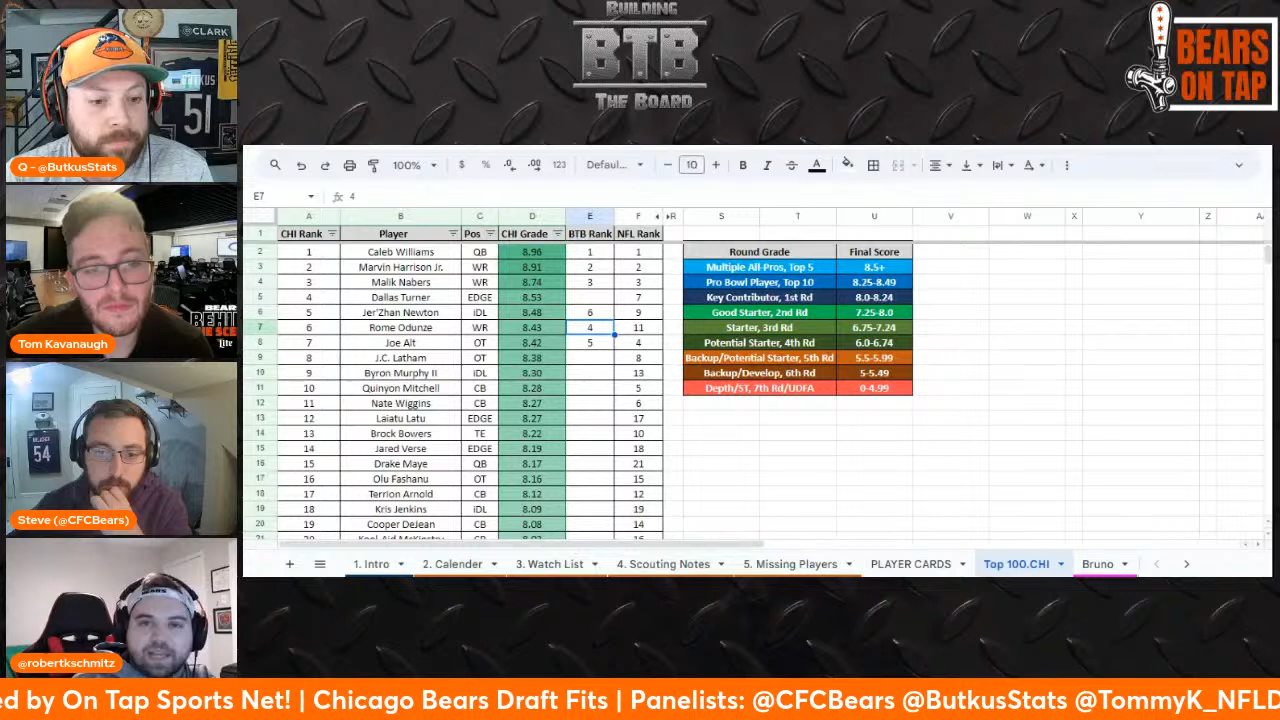 BUILDING
BTB
THE BOARD
BEARS
ON TAP
@CLARK
51
Q - @ButkusStats
Tom Kavanaugh
54
Steve (@CFCBears)
@robertkschmitz
100% $ % .0 .00 123 Defaul... − 10 + B I A
E7 fx 4
A B C D E F R S T U V W X Y Z
1 CHI Rank Player Pos CHI Grade BTB Rank NFL Rank
2 1 Caleb Williams QB 8.96 1 1 Round Grade Final Score
3 2 Marvin Harrison Jr. WR 8.91 2 2 Multiple All-Pros, Top 5 8.5+
4 3 Malik Nabers WR 8.74 3 3 Pro Bowl Player, Top 10 8.25-8.49
5 4 Dallas Turner EDGE 8.53 7 Key Contributor, 1st Rd 8.0-8.24
6 5 Jer'Zhan Newton iDL 8.48 6 9 Good Starter, 2nd Rd 7.25-8.0
7 6 Rome Odunze WR 8.43 4 11 Starter, 3rd Rd 6.75-7.24
8 7 Joe Alt OT 8.42 5 4 Potential Starter, 4th Rd 6.0-6.74
9 8 J.C. Latham OT 8.38 8 Backup/Potential Starter, 5th Rd 5.5-5.99
10 9 Byron Murphy II iDL 8.30 13 Backup/Develop, 6th Rd 5-5.49
11 10 Quinyon Mitchell CB 8.28 5 Depth/ST, 7th Rd/UDFA 0-4.99
12 11 Nate Wiggins CB 8.27 6
13 12 Laiatu Latu EDGE 8.27 17
14 13 Brock Bowers TE 8.22 10
15 14 Jared Verse EDGE 8.19 18
16 15 Drake Maye QB 8.17 21
17 16 Olu Fashanu OT 8.16 15
18 17 Terrion Arnold CB 8.12 12
19 18 Kris Jenkins iDL 8.09 19
20 19 Cooper DeJean CB 8.08 14
1. Intro 2. Calender 3. Watch List 4. Scouting Notes 5. Missing Players PLAYER CARDS Top 100.CHI Bruno
ed by On Tap Sports Net! | Chicago Bears Draft Fits | Panelists: @CFCBears @ButkusStats @TommyK_NFLD